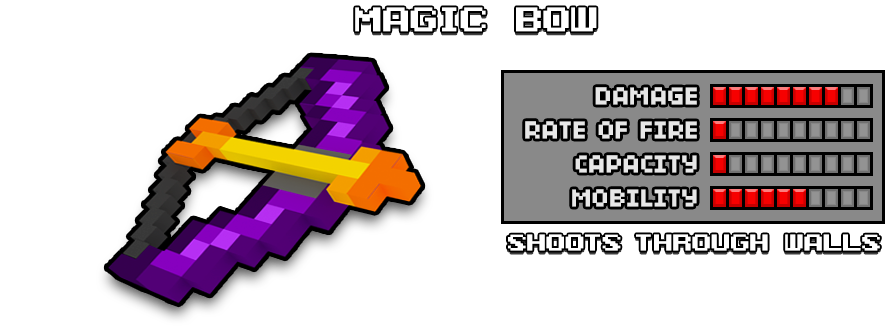 MAGIC BOW
DAMAGE
RATE OF FIRE
CAPACITY
MOBILITY
SHOOTS THROUGH WALLS